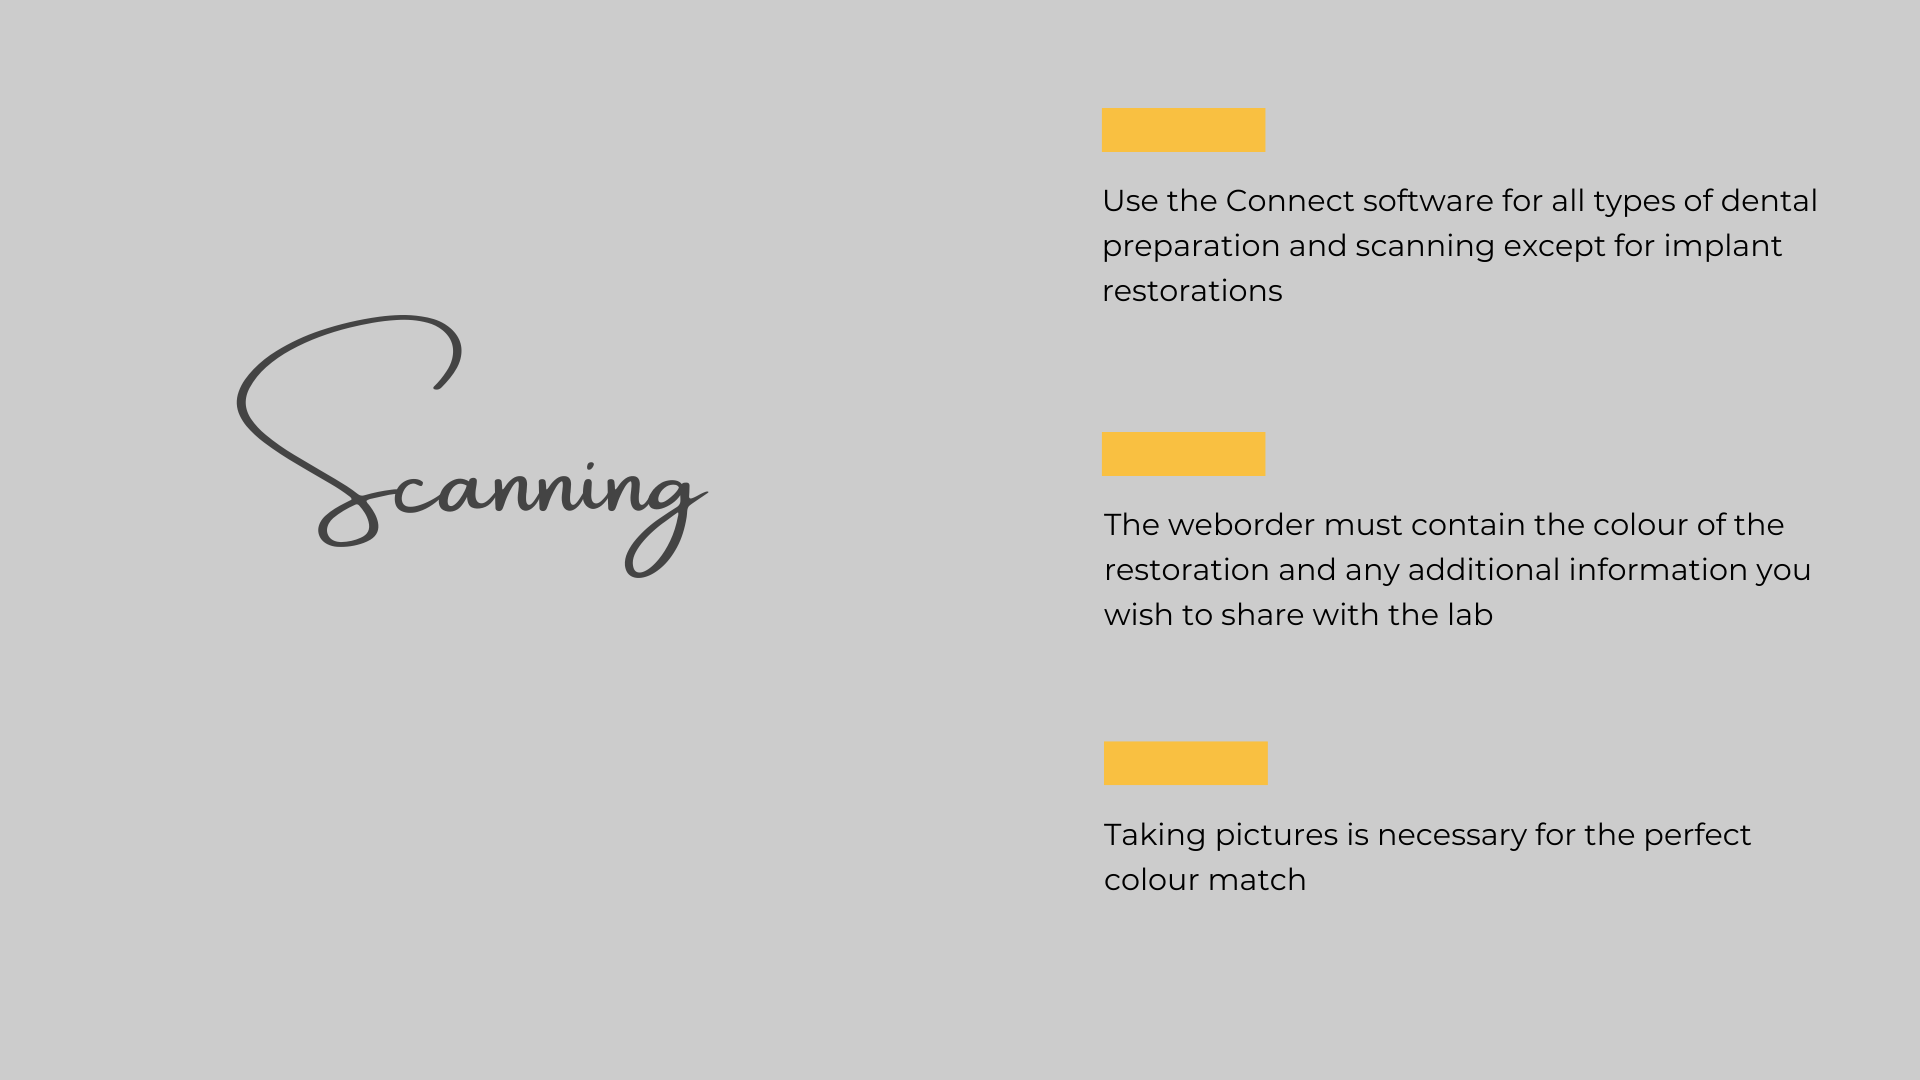 Scanning
Use the Connect software for all types of dental
preparation and scanning except for implant
restorations
The weborder must contain the colour of the
restoration and any additional information you
wish to share with the lab
Taking pictures is necessary for the perfect
colour match